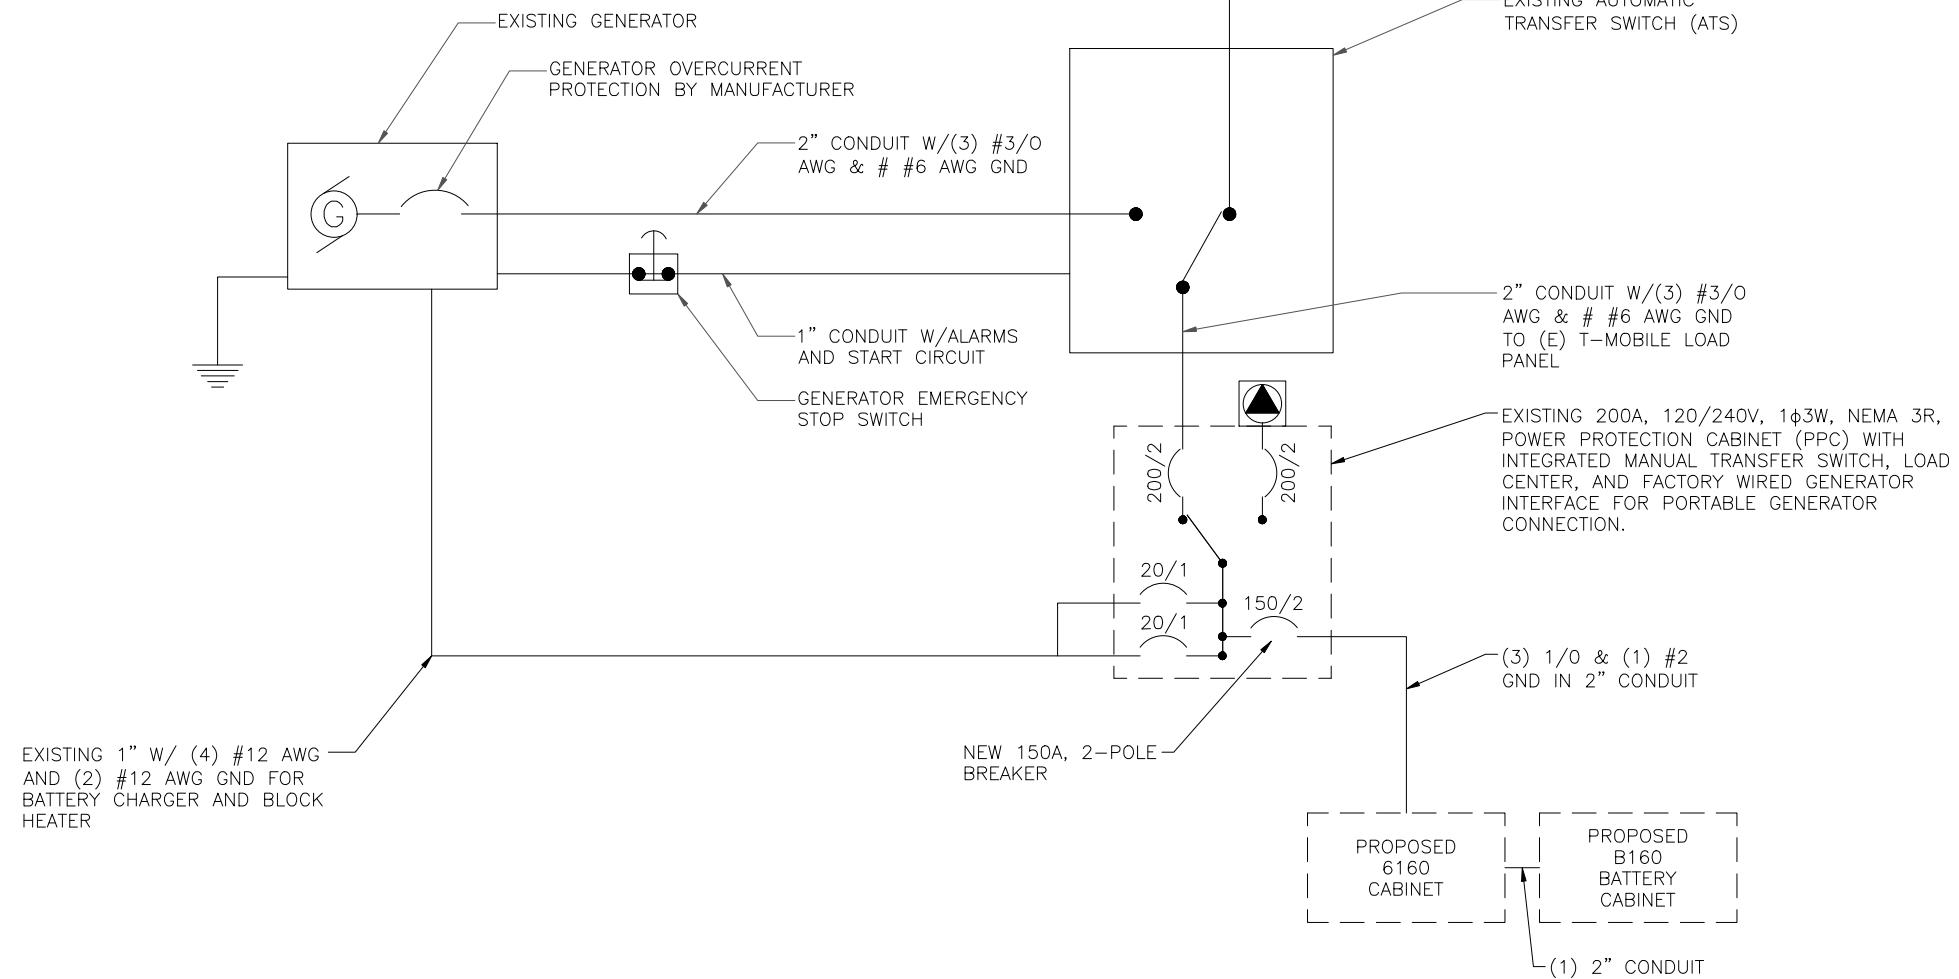 EXISTING GENERATOR
GENERATOR OVERCURRENT
PROTECTION BY MANUFACTURER
EXISTING AUTOMATIC
TRANSFER SWITCH (ATS)
2” CONDUIT W/(3) #3/0
AWG & # #6 AWG GND
G
1” CONDUIT W/ALARMS
AND START CIRCUIT
GENERATOR EMERGENCY
STOP SWITCH
2” CONDUIT W/(3) #3/0
AWG & # #6 AWG GND
TO (E) T-MOBILE LOAD
PANEL
EXISTING 200A, 120/240V, 1ϕ3W, NEMA 3R,
POWER PROTECTION CABINET (PPC) WITH
INTEGRATED MANUAL TRANSFER SWITCH, LOAD
CENTER, AND FACTORY WIRED GENERATOR
INTERFACE FOR PORTABLE GENERATOR
CONNECTION.
200/2
200/2
20/1
150/2
20/1
(3) 1/0 & (1) #2
GND IN 2” CONDUIT
EXISTING 1” W/ (4) #12 AWG
AND (2) #12 AWG GND FOR
BATTERY CHARGER AND BLOCK
HEATER
NEW 150A, 2-POLE
BREAKER
PROPOSED
6160
CABINET
PROPOSED
B160
BATTERY
CABINET
(1) 2” CONDUIT